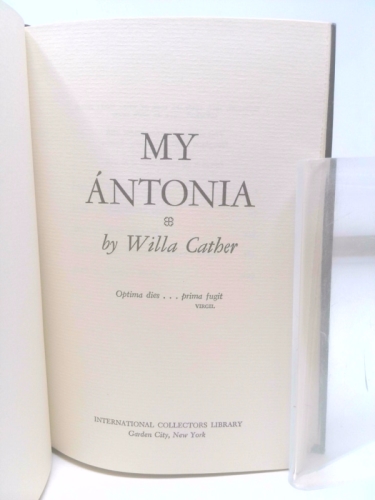 MY
ÁNTONIA
by Willa Cather
Optima dies . . . prima fugit
VIRGIL
INTERNATIONAL COLLECTORS LIBRARY
Garden City, New York